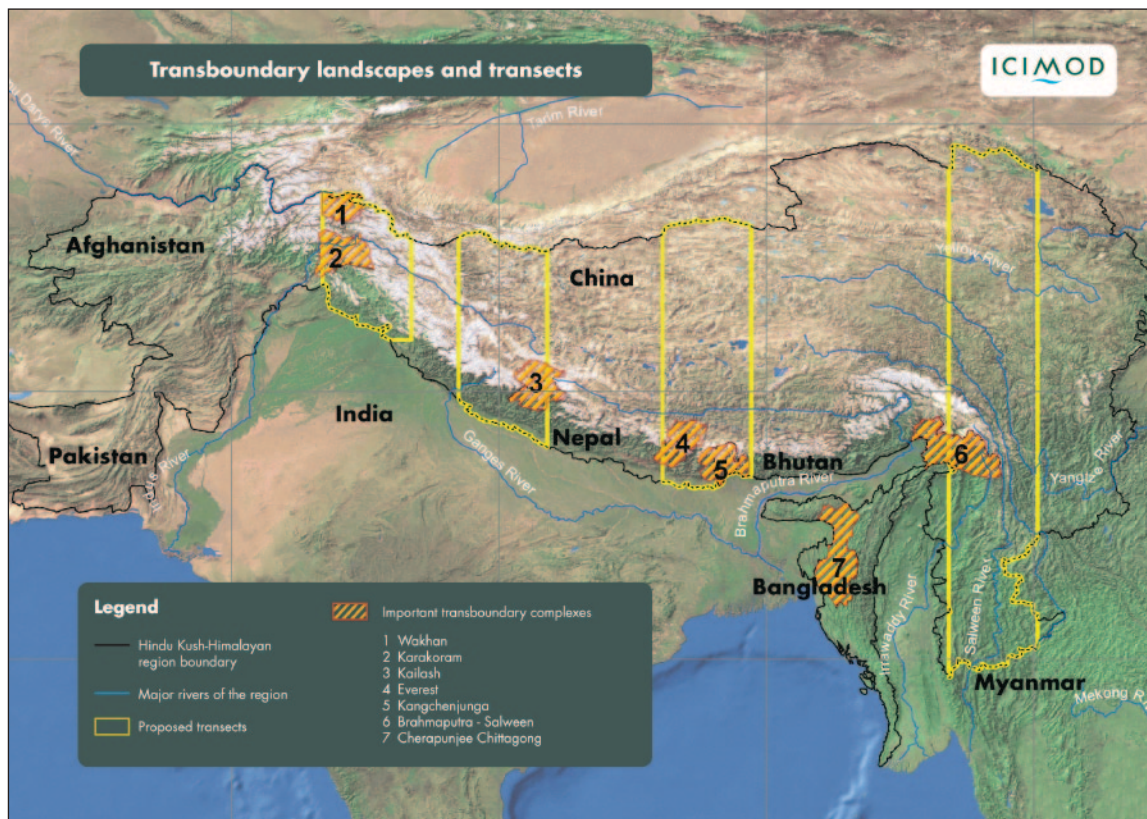 Transboundary landscapes and transects
ICIMOD
Tarim River
Afghanistan
1
2
China
Yellow River
3
India
Nepal
4
5
Bhutan
6
Pakistan
Indus River
Ganges River
Brahmaputra River
Yangtze River
7
Bangladesh
Irrawaddy River
Salween River
Myanmar
Mekong R
Legend
Hindu Kush-Himalayan
region boundary
Major rivers of the region
Proposed transects
Important transboundary complexes
1 Wakhan
2 Karakoram
3 Kailash
4 Everest
5 Kangchenjunga
6 Brahmaputra - Salween
7 Cherapunjee Chittagong